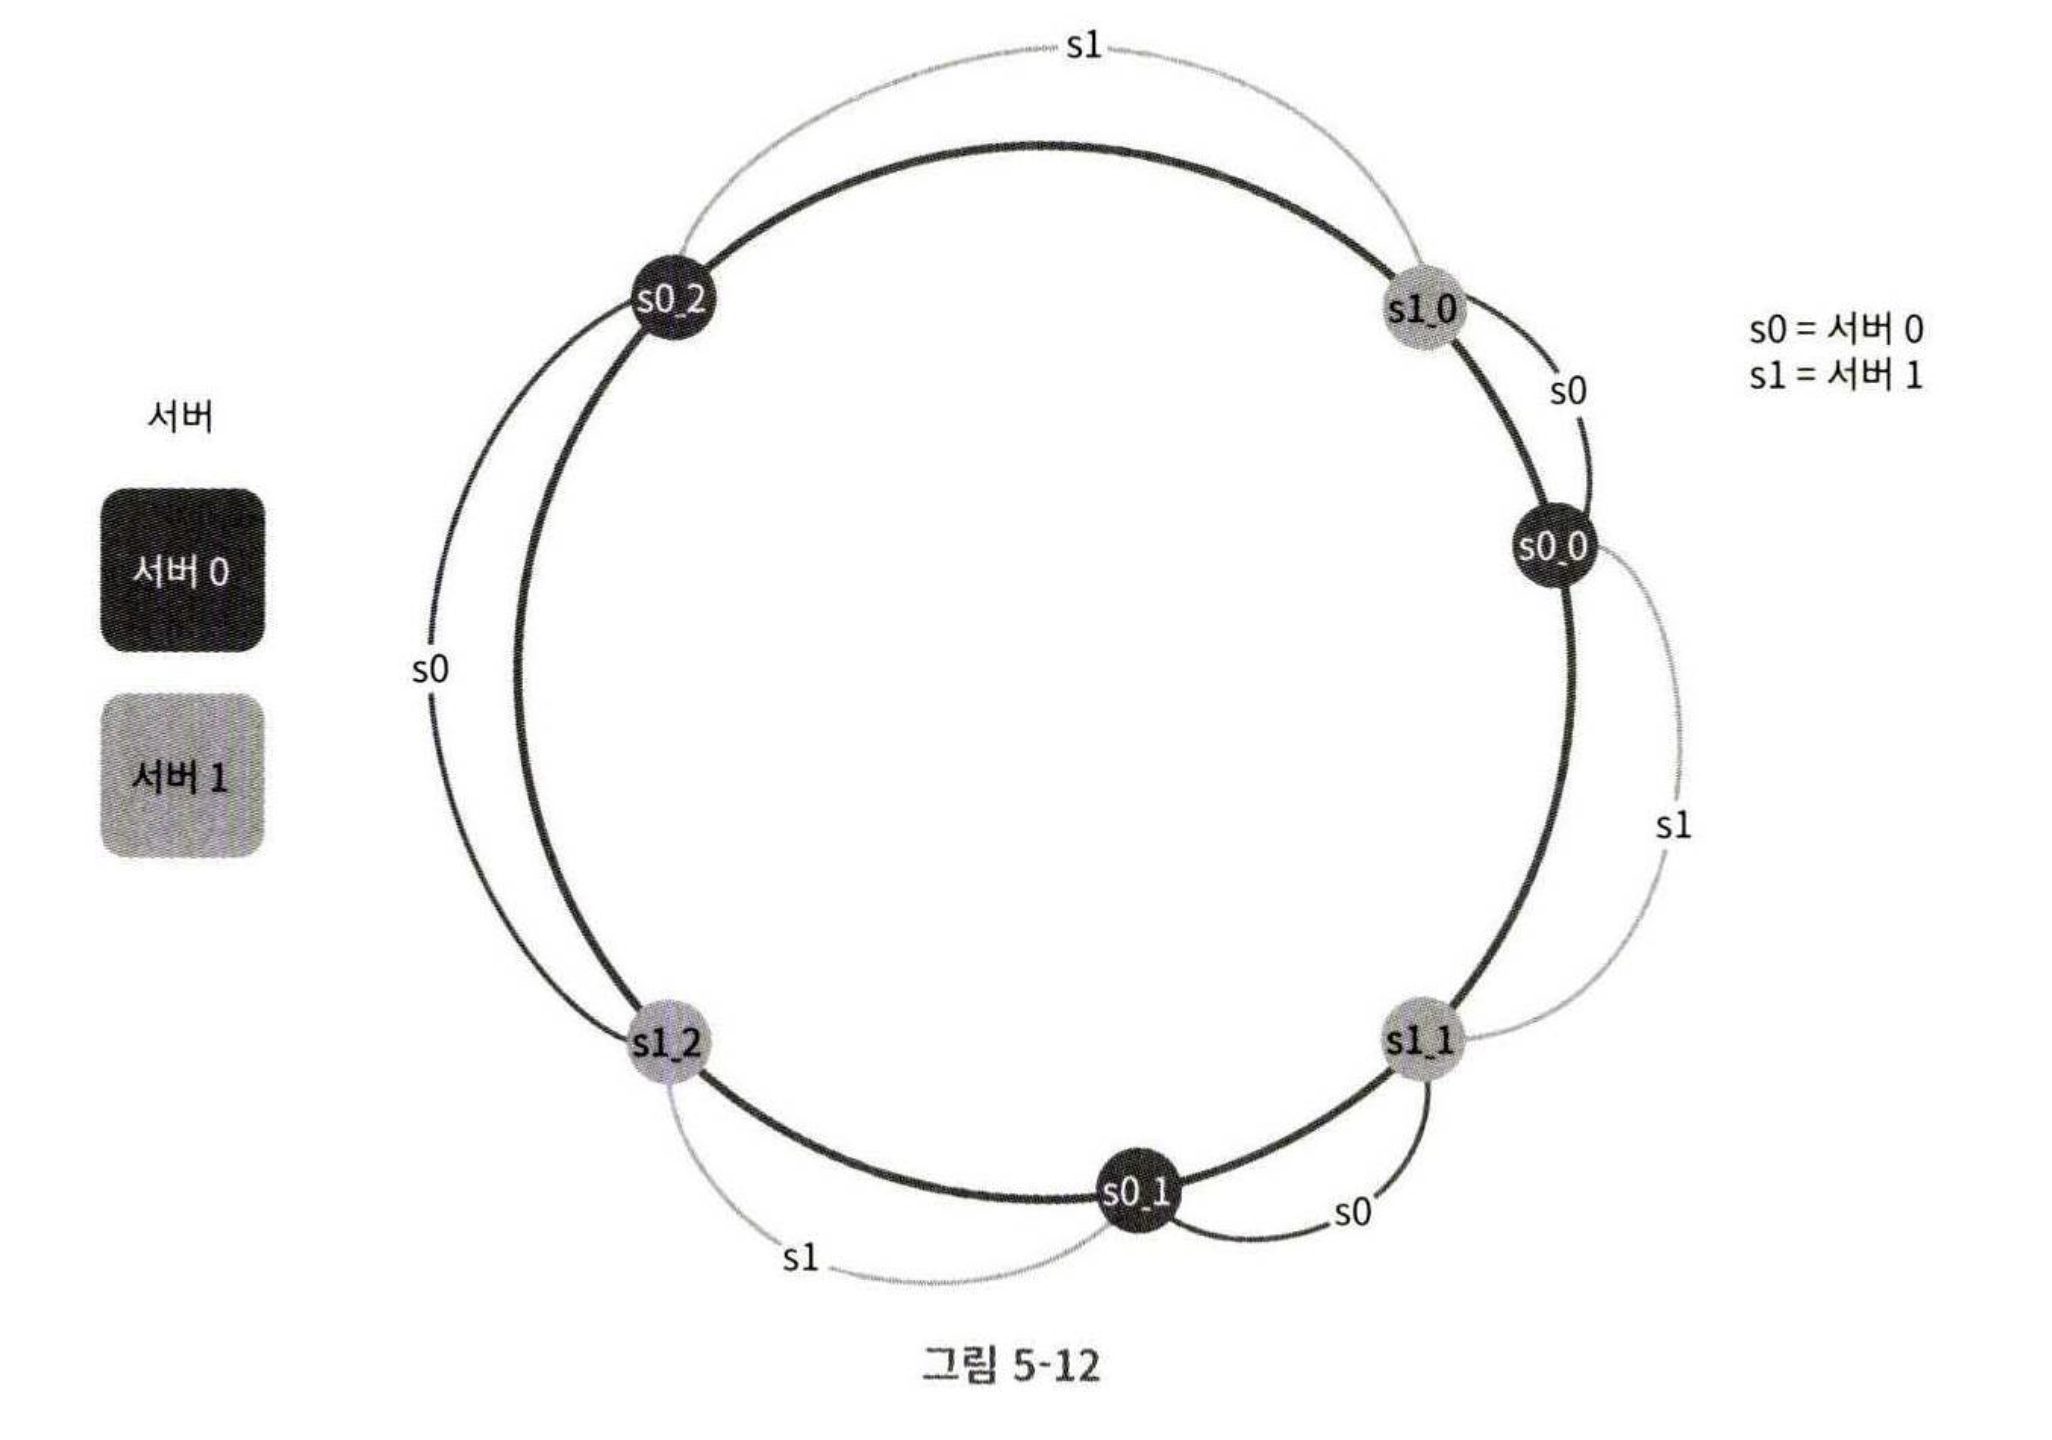 s1
s0_2
s1_0
s0 = 서버 0
s1 = 서버 1
s0
서버
s0_0
서버 0
s0
서버 1
s1
s1_2
s1_1
s0_1
s0
s1
그림 5-12